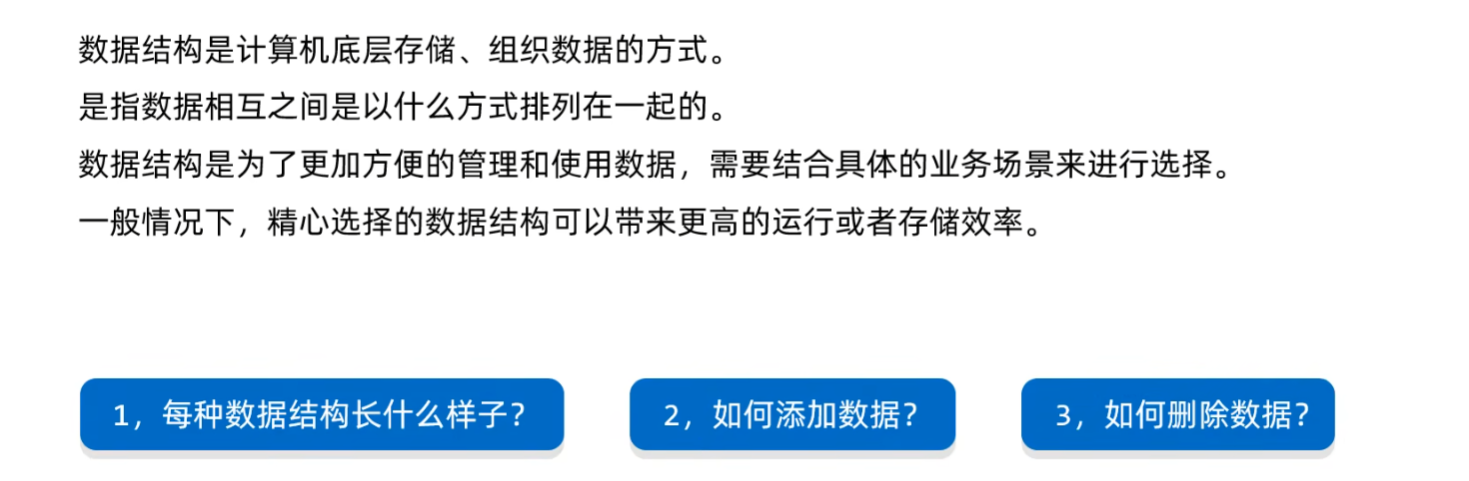 数据结构是计算机底层存储、组织数据的方式。
是指数据相互之间是以什么方式排列在一起的。
数据结构是为了更加方便的管理和使用数据，需要结合具体的业务场景来进行选择。
一般情况下，精心选择的数据结构可以带来更高的运行或者存储效率。
1，每种数据结构长什么样子？
2，如何添加数据？
3，如何删除数据？